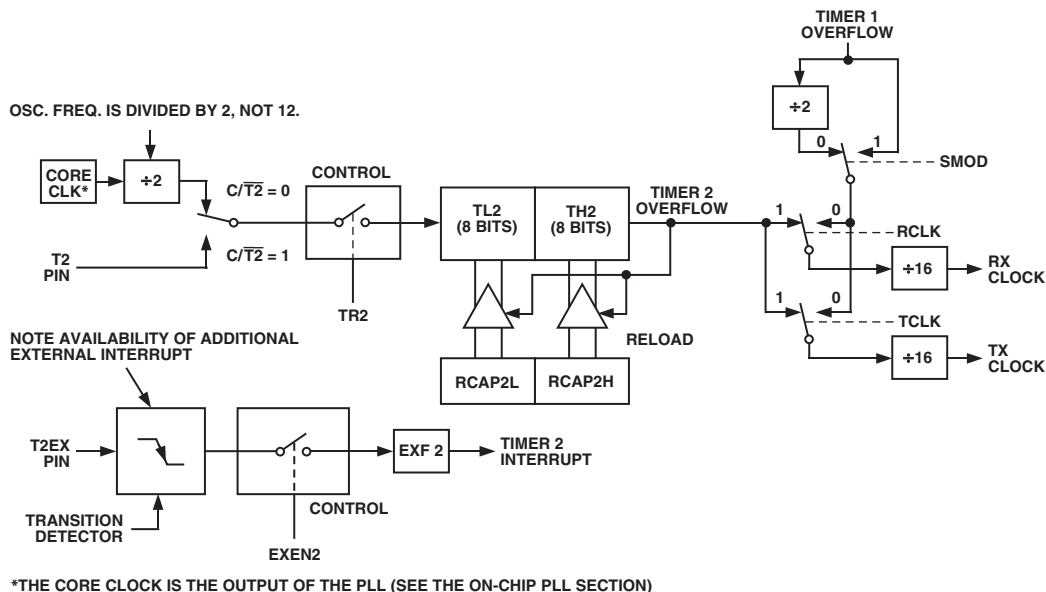 TIMER 1
OVERFLOW
÷2
0
1
SMOD
OSC. FREQ. IS DIVIDED BY 2, NOT 12.
CORE
CLK*
÷2
C/T̅2̅ = 0
C/T̅2̅ = 1
T2
PIN
CONTROL
TR2
TL2
(8 BITS)
TH2
(8 BITS)
TIMER 2
OVERFLOW
1
0
RCLK
÷16
RX
CLOCK
1
0
TCLK
÷16
TX
CLOCK
RELOAD
RCAP2L
RCAP2H
NOTE AVAILABILITY OF ADDITIONAL
EXTERNAL INTERRUPT
T2EX
PIN
TRANSITION
DETECTOR
CONTROL
EXEN2
EXF 2
TIMER 2
INTERRUPT
*THE CORE CLOCK IS THE OUTPUT OF THE PLL (SEE THE ON-CHIP PLL SECTION)